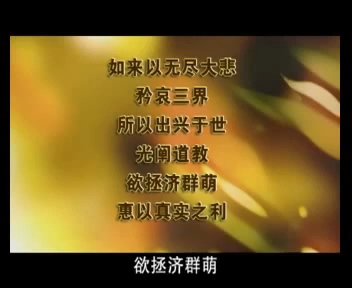 如来以无尽大悲
矜哀三界
所以出兴于世
光阐道教
欲拯济群萌
惠以真实之利
欲拯济群萌